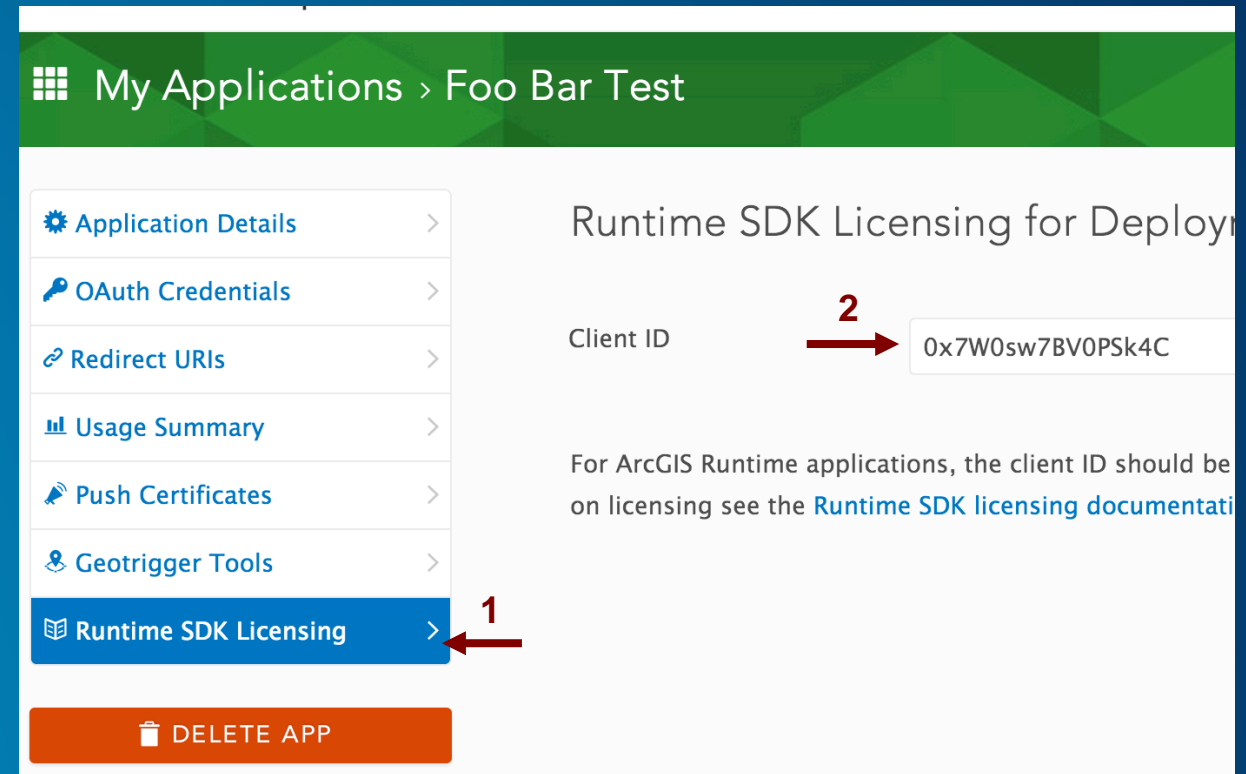 My Applications › Foo Bar Test
Application Details
OAuth Credentials
Redirect URIs
Usage Summary
Push Certificates
Geotrigger Tools
Runtime SDK Licensing
1
DELETE APP
Runtime SDK Licensing for
Client ID
2
0x7W0sw7BV0PSk4C
For ArcGIS Runtime applications, the client ID should be
on licensing see the Runtime SDK licensing